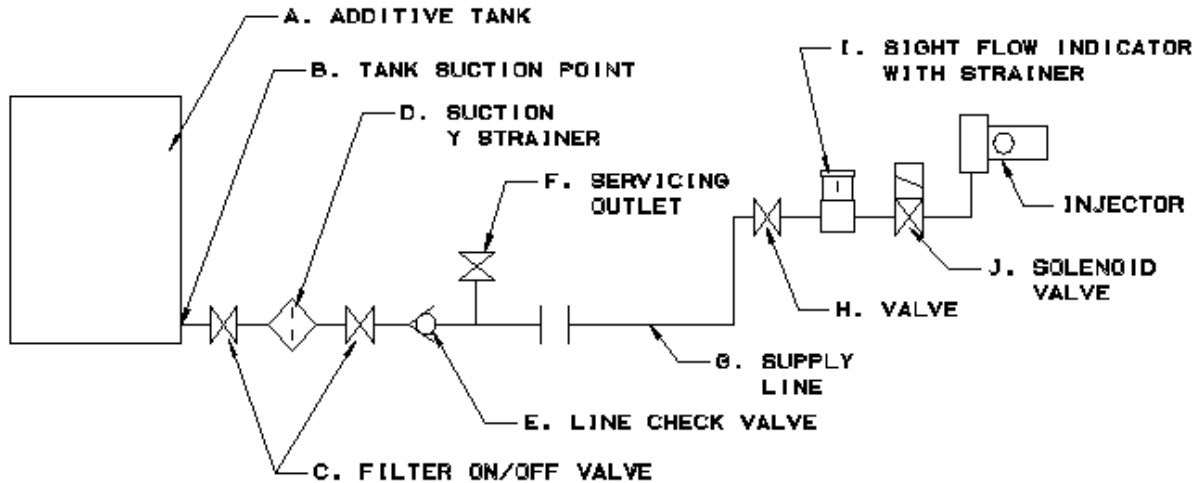 A. ADDITIVE TANK
B. TANK SUCTION POINT
D. SUCTION
Y STRAINER
F. SERVICING
OUTLET
I. SIGHT FLOW INDICATOR
WITH STRAINER
INJECTOR
J. SOLENOID
VALVE
H. VALVE
G. SUPPLY
LINE
E. LINE CHECK VALVE
C. FILTER ON/OFF VALVE